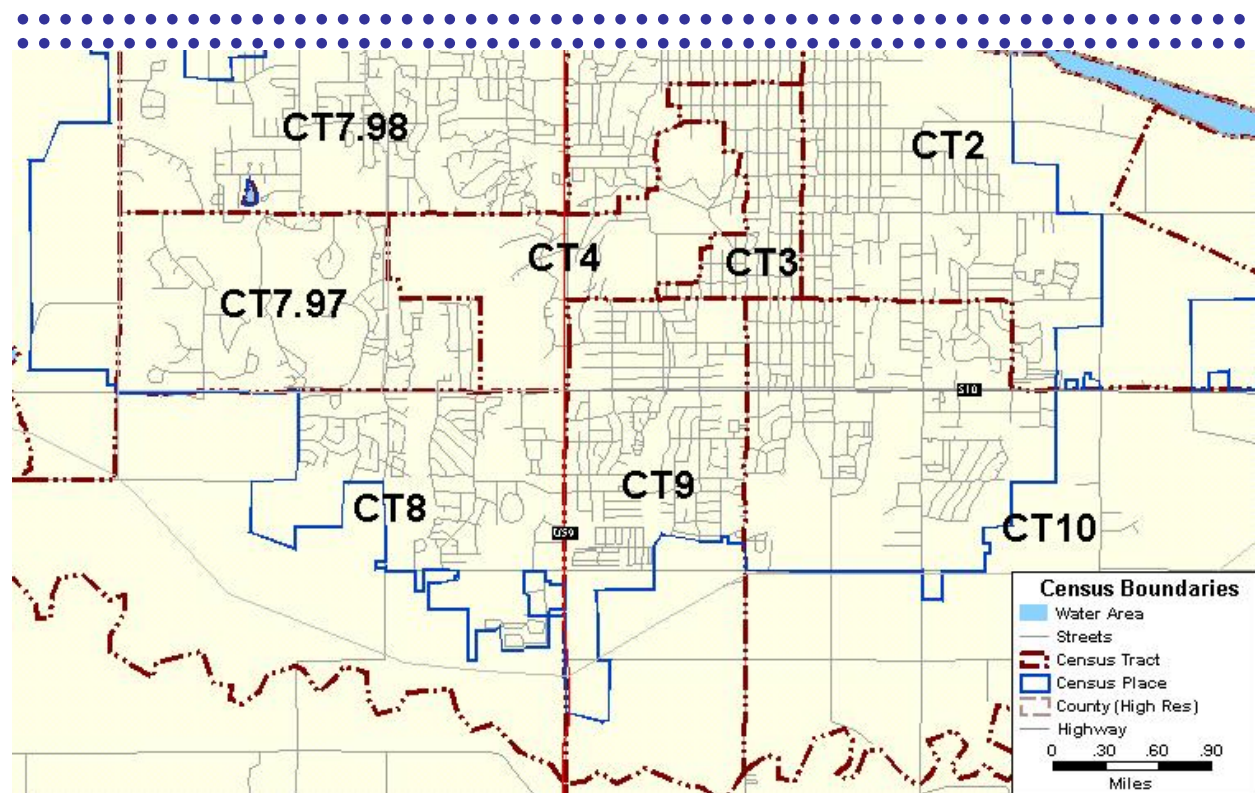 CT7.98
CT2
CT4
CT3
CT7.97
S10
CT9
CT8
CT10
Census Boundaries
Water Area
Streets
Census Tract
Census Place
County (High Res)
Highway
0 .30 .60 .90
Miles